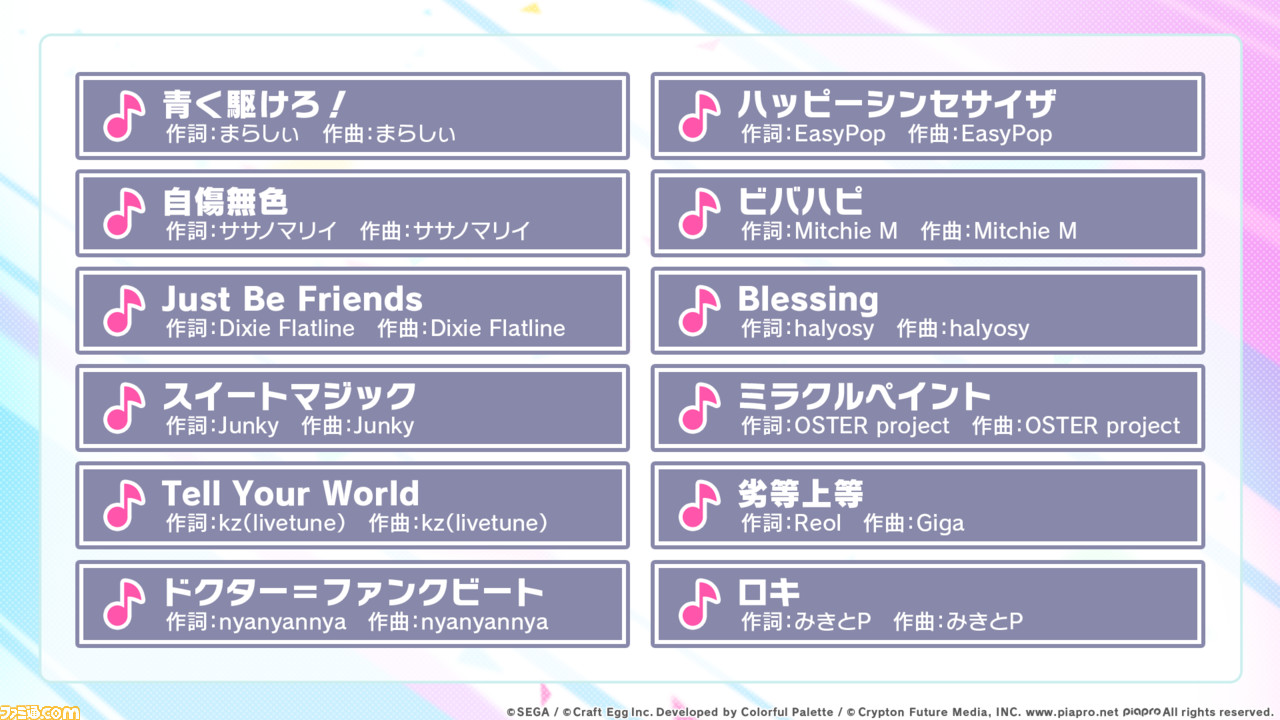 青く駆けろ！
作詞：まらしぃ　作曲：まらしぃ
自傷無色
作詞：ササノマリイ　作曲：ササノマリイ
Just Be Friends
作詞：Dixie Flatline　作曲：Dixie Flatline
スイートマジック
作詞：Junky　作曲：Junky
Tell Your World
作詞：kz(livetune)　作曲：kz(livetune)
ドクター＝ファンクビート
作詞：nyanyannya　作曲：nyanyannya
ハッピーシンセサイザ
作詞：EasyPop　作曲：EasyPop
ビバハピ
作詞：Mitchie M　作曲：Mitchie M
Blessing
作詞：halyosy　作曲：halyosy
ミラクルペイント
作詞：OSTER project　作曲：OSTER project
劣等上等
作詞：Reol　作曲：Giga
ロキ
作詞：みきとP　作曲：みきとP
ファミ通.com
©SEGA / ©Craft Egg Inc. Developed by Colorful Palette / ©Crypton Future Media, INC. www.piapro.net piapro All rights reserved.